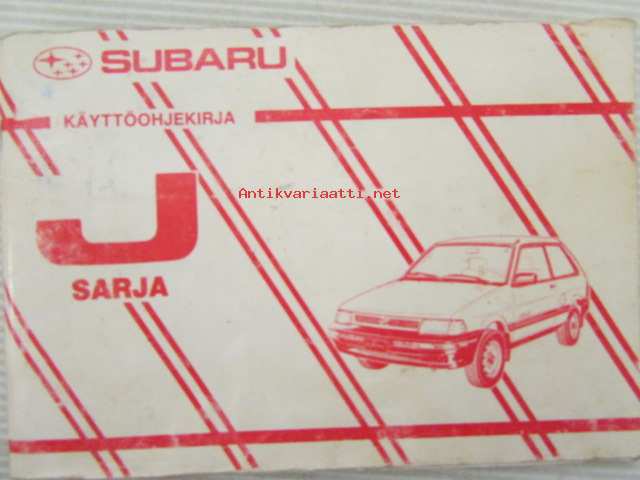 SUBARU
KÄYTTÖOHJEKIRJA
Antikvariaatti.net
J
SARJA